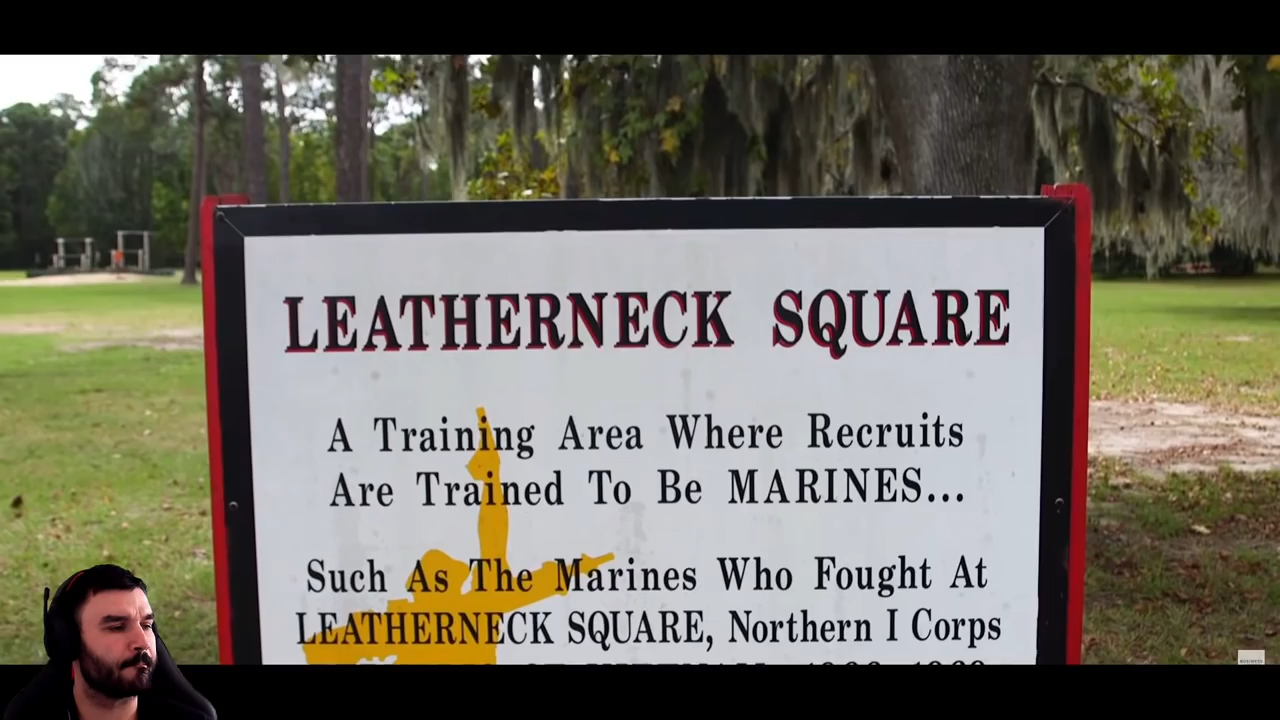 LEATHERNECK SQUARE
A Training Area Where Recruits
Are Trained To Be MARINES...
Such As The Marines Who Fought At
LEATHERNECK SQUARE, Northern I Corps
BUSINESS